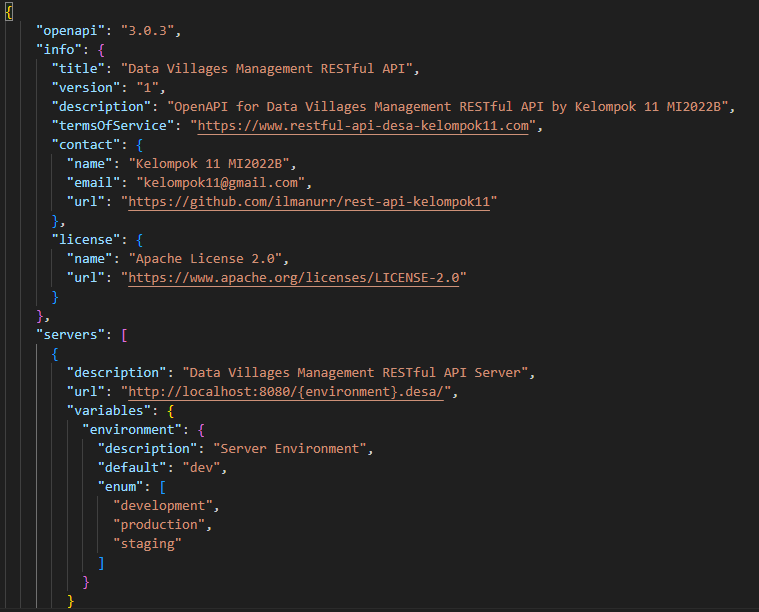 {
"openapi": "3.0.3",
"info": {
"title": "Data Villages Management RESTful API",
"version": "1",
"description": "OpenAPI for Data Villages Management RESTful API by Kelompok 11 MI2022B",
"termsOfService": "https://www.restful-api-desa-kelompok11.com",
"contact": {
"name": "Kelompok 11 MI2022B",
"email": "kelompok11@gmail.com",
"url": "https://github.com/ilmanurr/rest-api-kelompok11"
},
"license": {
"name": "Apache License 2.0",
"url": "https://www.apache.org/licenses/LICENSE-2.0"
}
},
"servers": [
{
"description": "Data Villages Management RESTful API Server",
"url": "http://localhost:8080/{environment}.desa/",
"variables": {
"environment": {
"description": "Server Environment",
"default": "dev",
"enum": [
"development",
"production",
"staging"
]
}
}